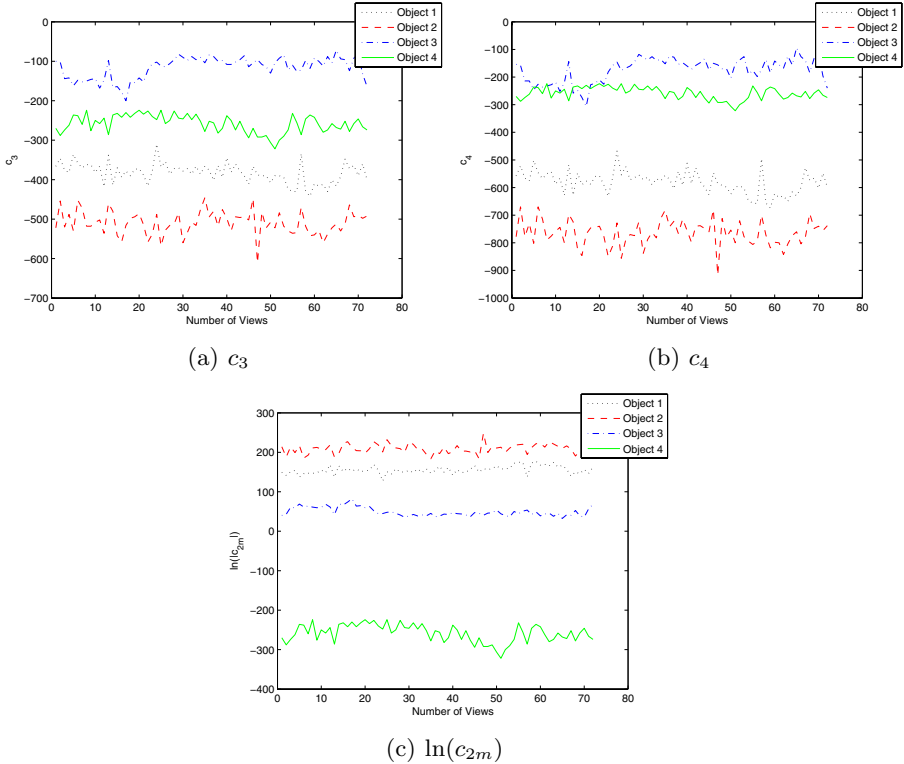 0
−100
−200
−300
−400
−500
−600
−700
c3
0 10 20 30 40 50 60 70 80
Number of Views
Object 1
Object 2
Object 3
Object 4
(a) c3
0
−100
−200
−300
−400
−500
−600
−700
−800
−900
−1000
c4
0 10 20 30 40 50 60 70 80
Number of Views
Object 1
Object 2
Object 3
Object 4
(b) c4
300
200
100
0
−100
−200
−300
−400
ln(|c2m|)
0 10 20 30 40 50 60 70 80
Number of Views
Object 1
Object 2
Object 3
Object 4
(c) ln(c2m)